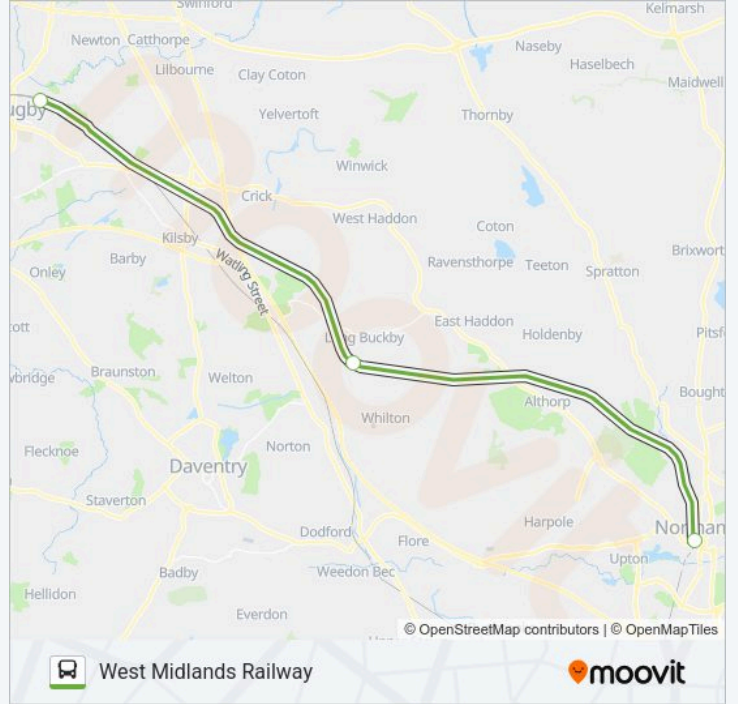 Swinford
Kelmarsh
Newton
Catthorpe
Naseby
Lilbourne
Haselbech
Clay Coton
Maidwell
ugby
Yelvertoft
Thornby
Winwick
Crick
West Haddon
Coton
Kilsby
Brixwort
Barby
Ravensthorpe
Teeton
Onley
Watling Street
Spratton
East Haddon
ott
Long Buckby
Holdenby
Pitsf
Braunston
wbridge
Welton
Althorp
Bought
Whilton
Norton
Flecknoe
Daventry
Staverton
Harpole
Northan
Dodford
Flore
Upton
Badby
Weedon Bec
Hellidon
Everdon
© OpenStreetMap contributors | © OpenMapTiles
West Midlands Railway
moovit